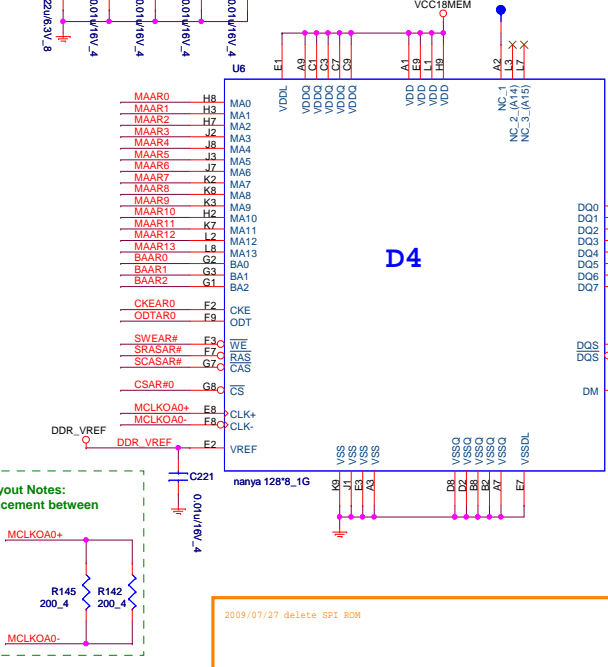 22u/6.3V_8
0.01u/16V_4
0.01u/16V_4
0.01u/16V_4
VCC18MEM
U6
E1
A9
C1
C3
C7
C9
A1
E9
L1
H9
A2
L3
L7
VDDL
VDDQ
VDDQ
VDDQ
VDDQ
VDDQ
VDD
VDD
VDD
VDD
NC_1
NC_2_(A14)
NC_3_(A15)
MAAR0 H8 MA0
MAAR1 H3 MA1
MAAR2 H7 MA2
MAAR3 J2 MA3
MAAR4 J8 MA4
MAAR5 J3 MA5
MAAR6 J7 MA6
MAAR7 K2 MA7
MAAR8 K8 MA8
MAAR9 K3 MA9
MAAR10 H2 MA10
MAAR11 K7 MA11
MAAR12 L2 MA12
MAAR13 L8 MA13
BAAR0 G2 BA0
BAAR1 G3 BA1
BAAR2 G1 BA2
CKEAR0 F2 CKE
ODTAR0 F9 ODT
SWEAR# F3 WE
SRASAR# F7 RAS
SCASAR# G7 CAS
CSAR#0 G8 CS
MCLKOA0+ E8 CLK+
MCLKOA0- F8 CLK-
DDR_VREF
DDR_VREF E2 VREF
D4
DQ0
DQ1
DQ2
DQ3
DQ4
DQ5
DQ6
DQ7
DQS
DQS
DM
VSS
VSS
VSS
VSS
VSSQ
VSSQ
VSSQ
VSSQ
VSSQ
VSSDL
K9
J1
E3
A3
D8
D2
B8
B2
A7
E7
nanya 128*8_1G
C221
0.01u/16V_4
yout Notes:
cement between
MCLKOA0+
R145
200_4
R142
200_4
MCLKOA0-
2009/07/27 delete SPI ROM